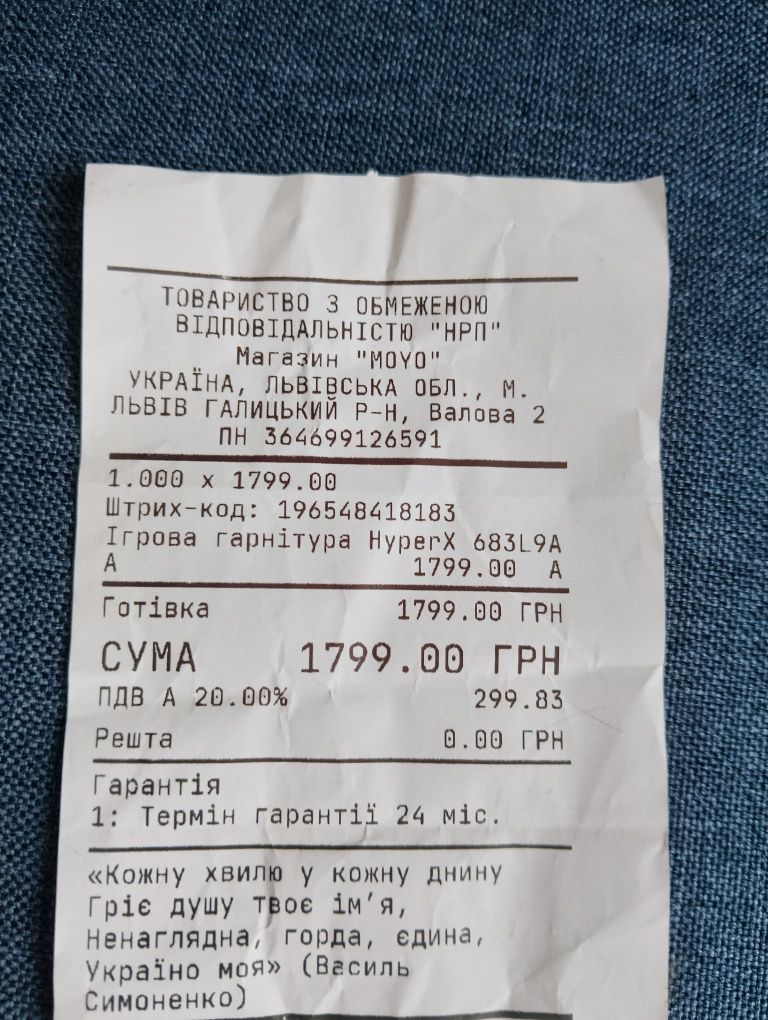 ТОВАРИСТВО З ОБМЕЖЕНОЮ
ВІДПОВІДАЛЬНІСТЮ "НРП"
Магазин "MOYO"
УКРАЇНА, ЛЬВІВСЬКА ОБЛ., М.
ЛЬВІВ ГАЛИЦЬКИЙ Р-Н, Валова 2
ПН 364699126591
1.000 x 1799.00
Штрих-код: 196548418183
Ігрова гарнітура HyperX 683L9A
A 1799.00 А
Готівка 1799.00 ГРН
СУМА 1799.00 ГРН
ПДВ А 20.00% 299.83
Решта 0.00 ГРН
Гарантія
1: Термін гарантії 24 міс.
«Кожну хвилю у кожну днину
Гріє душу твоє ім’я,
Ненаглядна, горда, єдина,
Україно моя» (Василь
Симоненко)